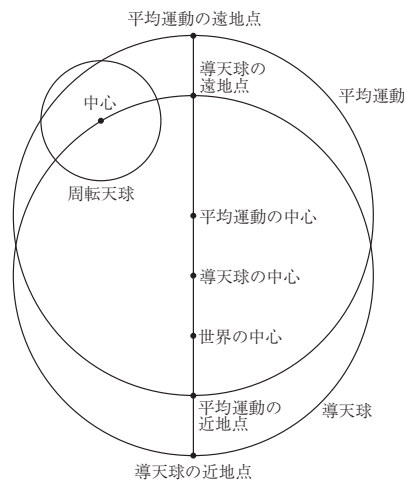 平均運動の遠地点
導天球の
遠地点
平均運動
中心
周転天球
平均運動の中心
導天球の中心
世界の中心
平均運動の
近地点
導天球
導天球の近地点